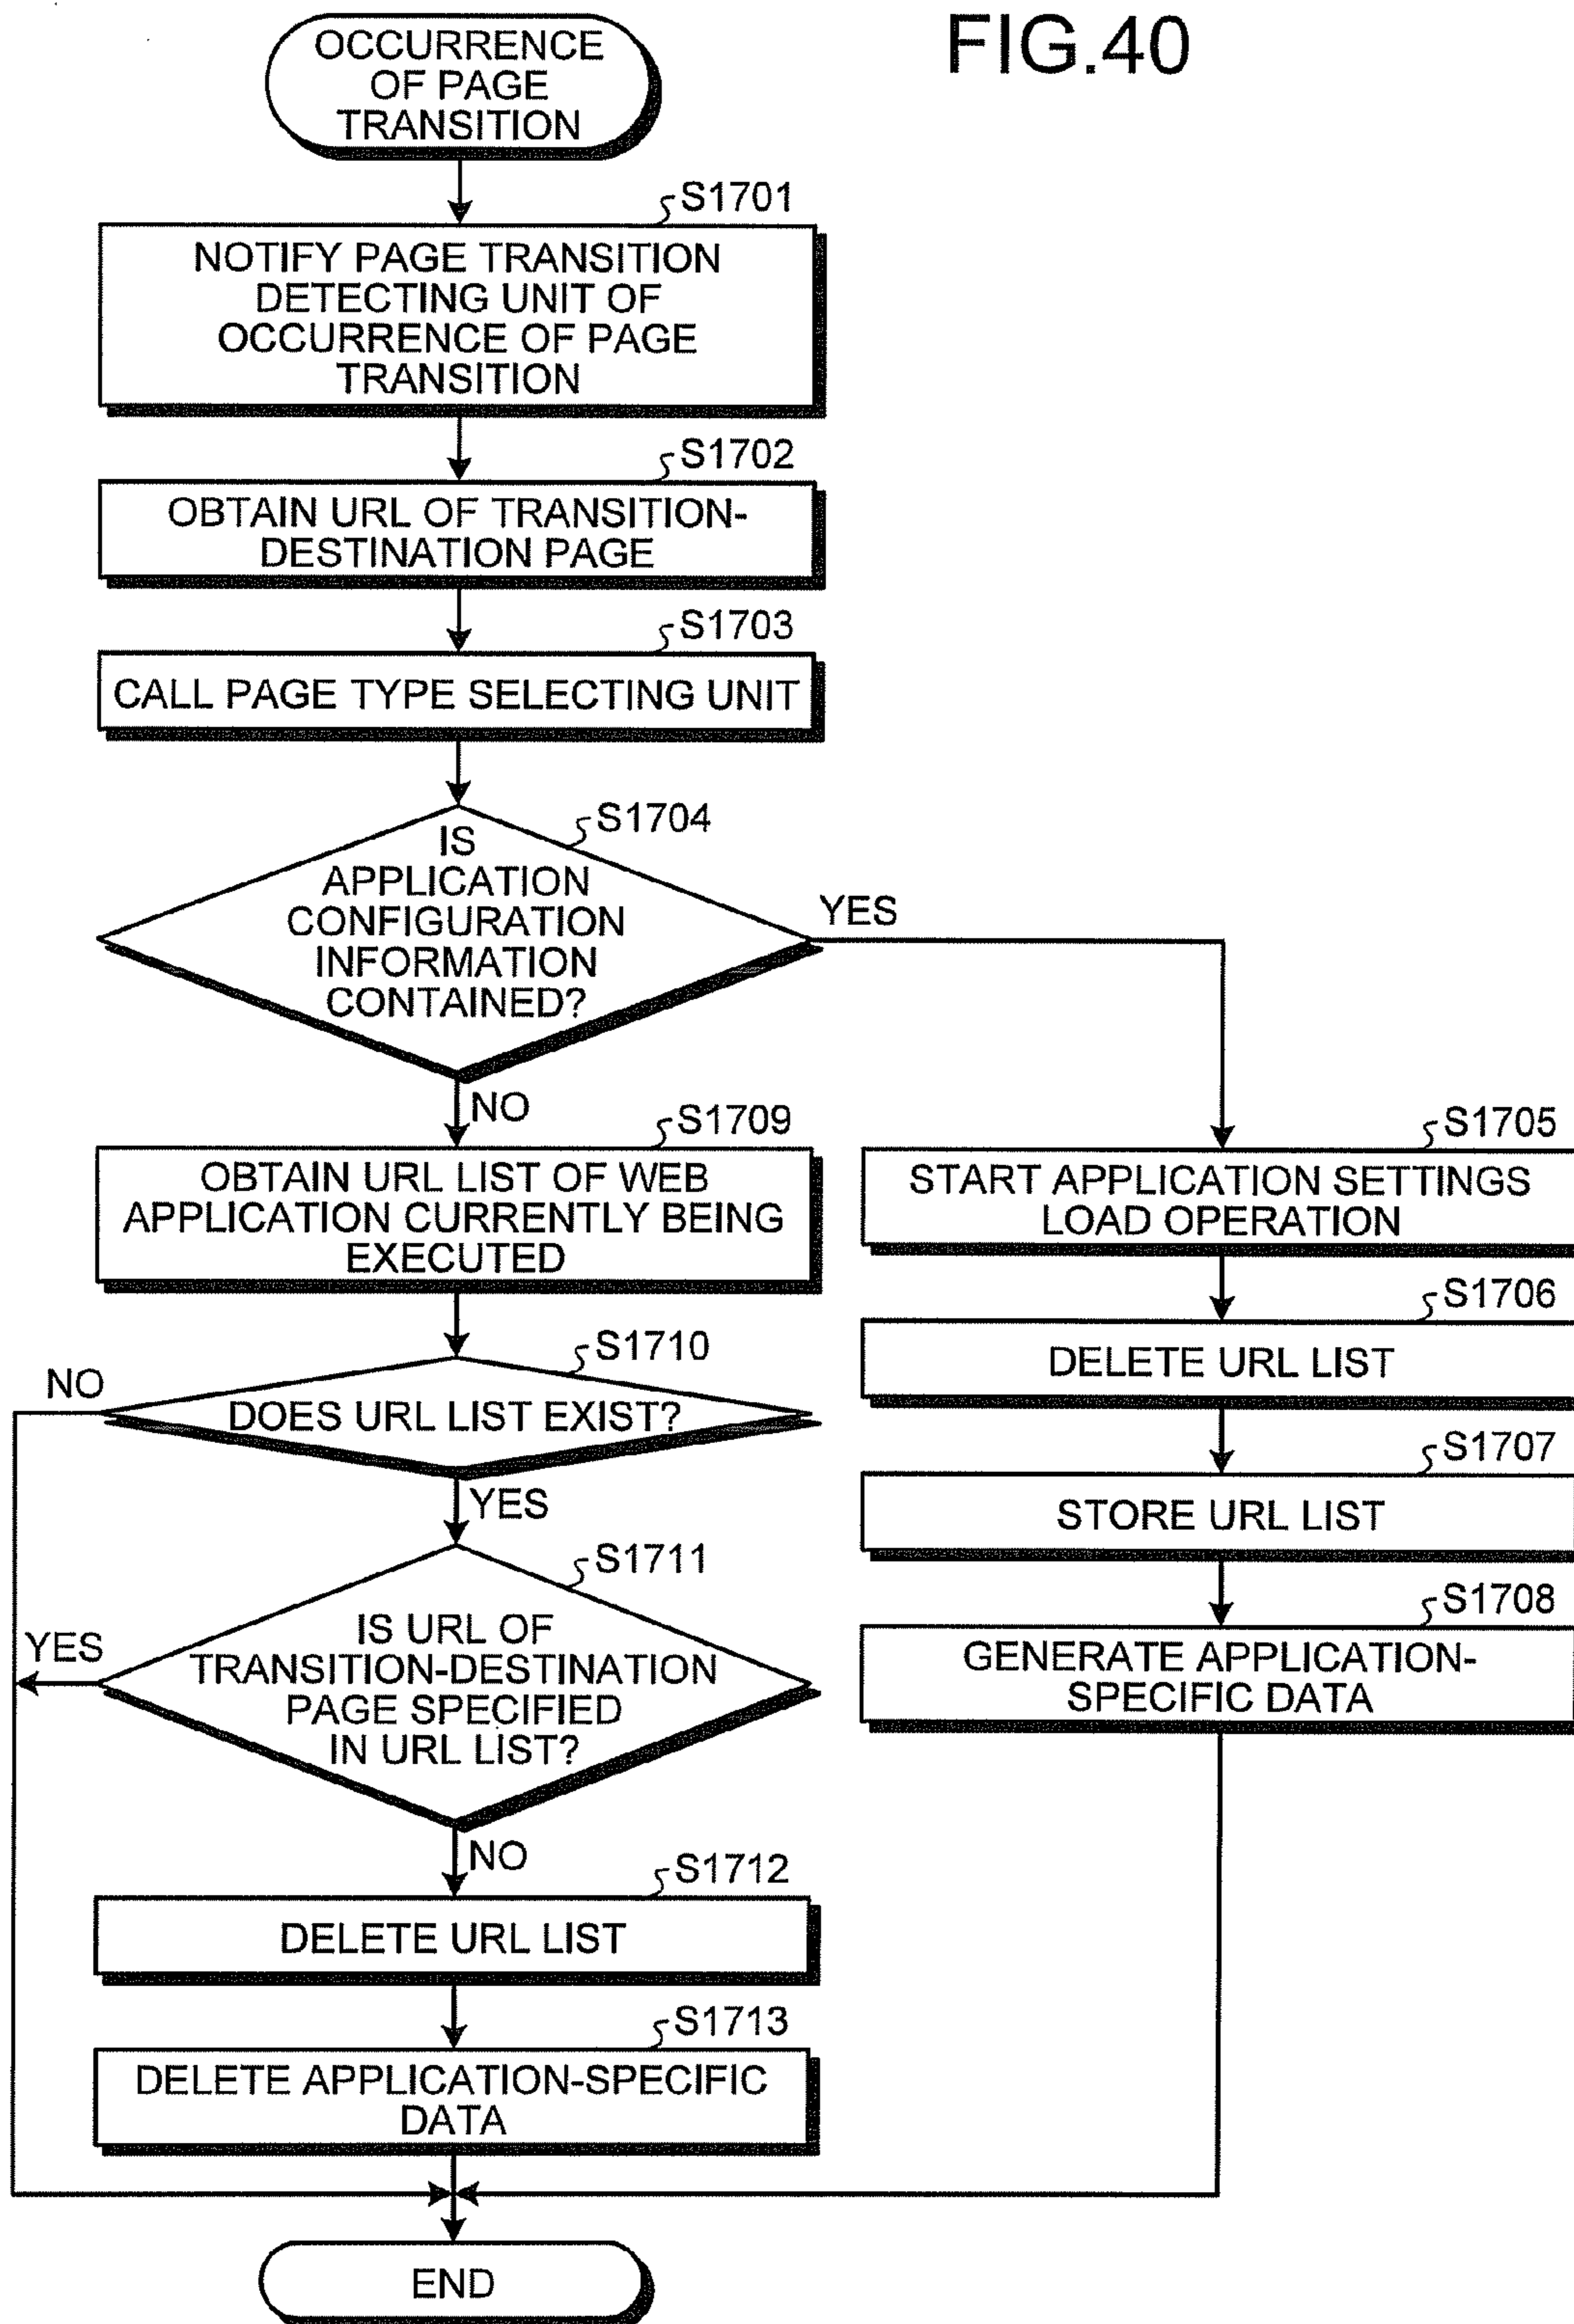 FIG.40
OCCURRENCE
OF PAGE
TRANSITION
S1701
NOTIFY PAGE TRANSITION
DETECTING UNIT OF
OCCURRENCE OF PAGE
TRANSITION
S1702
OBTAIN URL OF TRANSITION-
DESTINATION PAGE
S1703
CALL PAGE TYPE SELECTING UNIT
S1704
IS
APPLICATION
CONFIGURATION
INFORMATION
CONTAINED?
YES
NO
S1705
START APPLICATION SETTINGS
LOAD OPERATION
S1706
DELETE URL LIST
S1707
STORE URL LIST
S1708
GENERATE APPLICATION-
SPECIFIC DATA
S1709
OBTAIN URL LIST OF WEB
APPLICATION CURRENTLY BEING
EXECUTED
S1710
DOES URL LIST EXIST?
NO
YES
S1711
IS URL OF
TRANSITION-DESTINATION
PAGE SPECIFIED
IN URL LIST?
YES
NO
S1712
DELETE URL LIST
S1713
DELETE APPLICATION-SPECIFIC
DATA
END